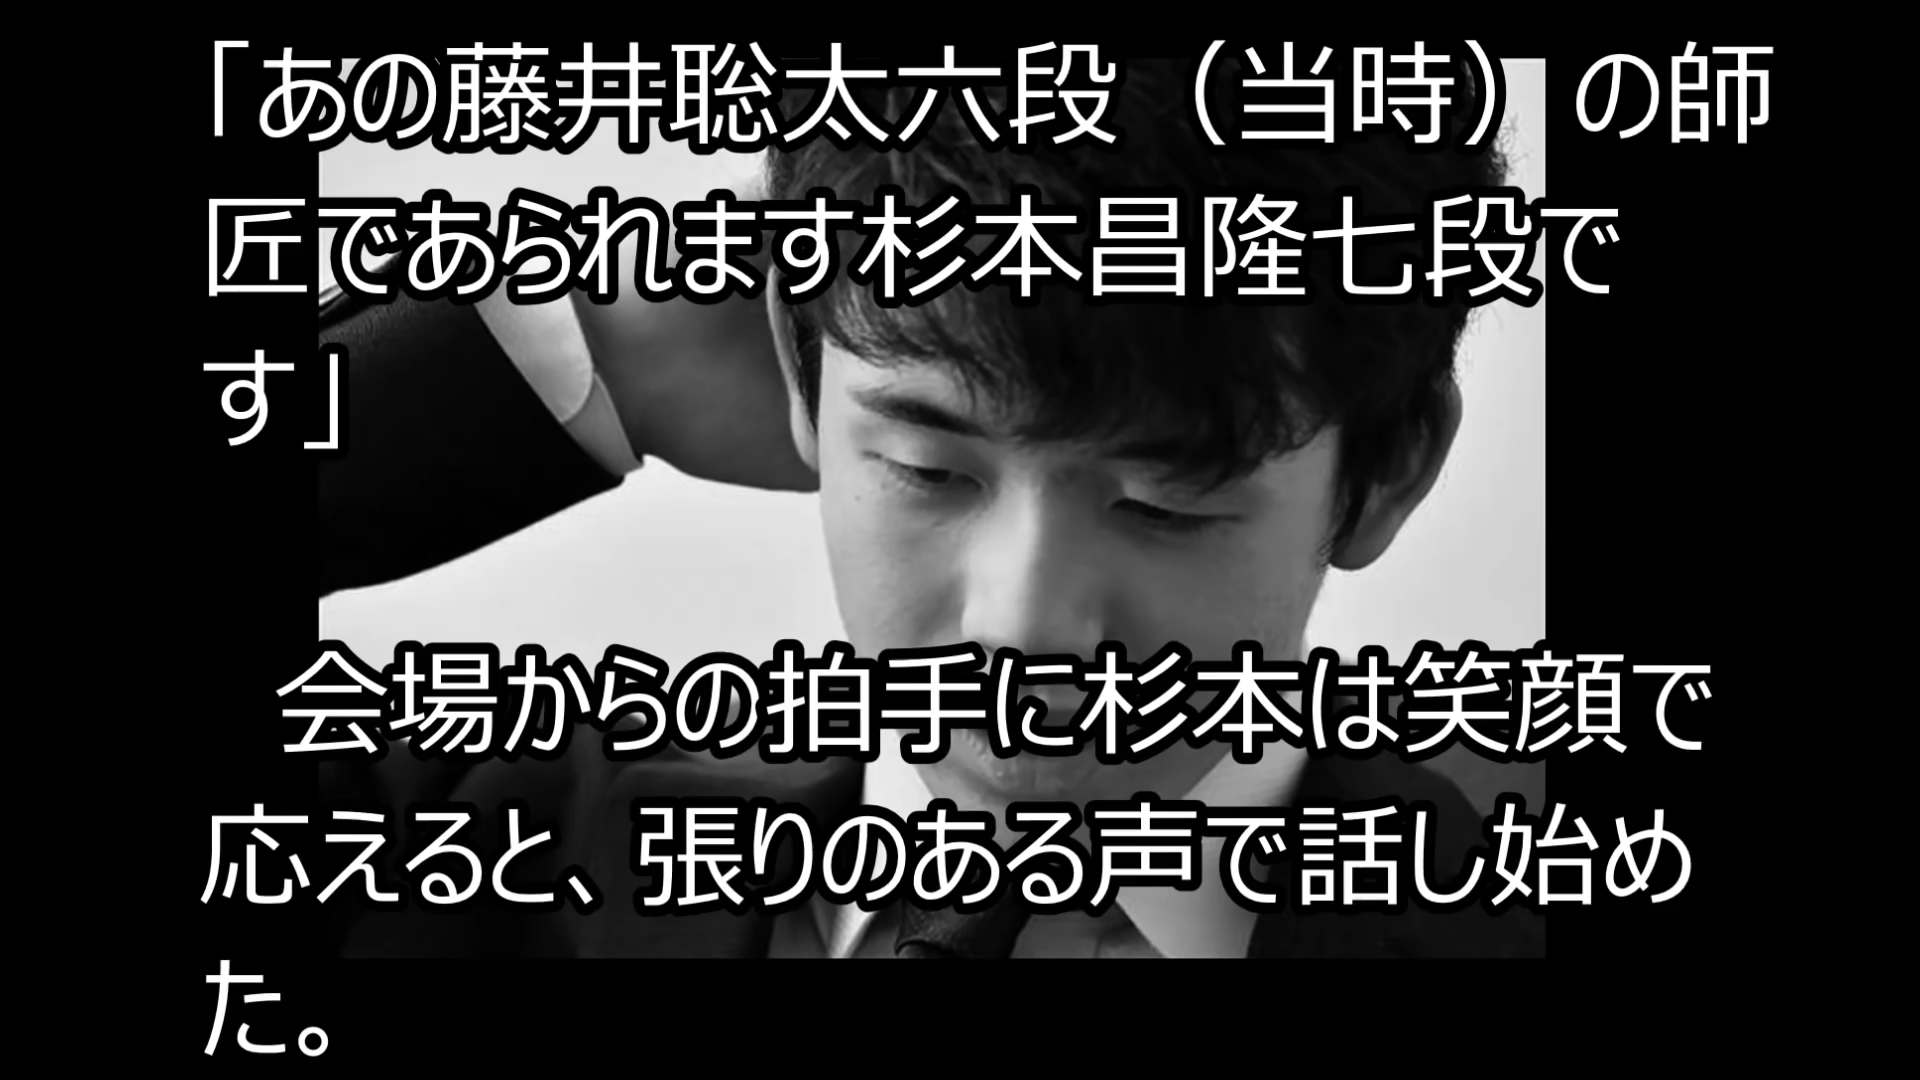 「あの藤井聡太六段（当時）の師
匠であられます杉本昌隆七段で
す」
　会場からの拍手に杉本は笑顔で
応えると、張りのある声で話し始め
た。